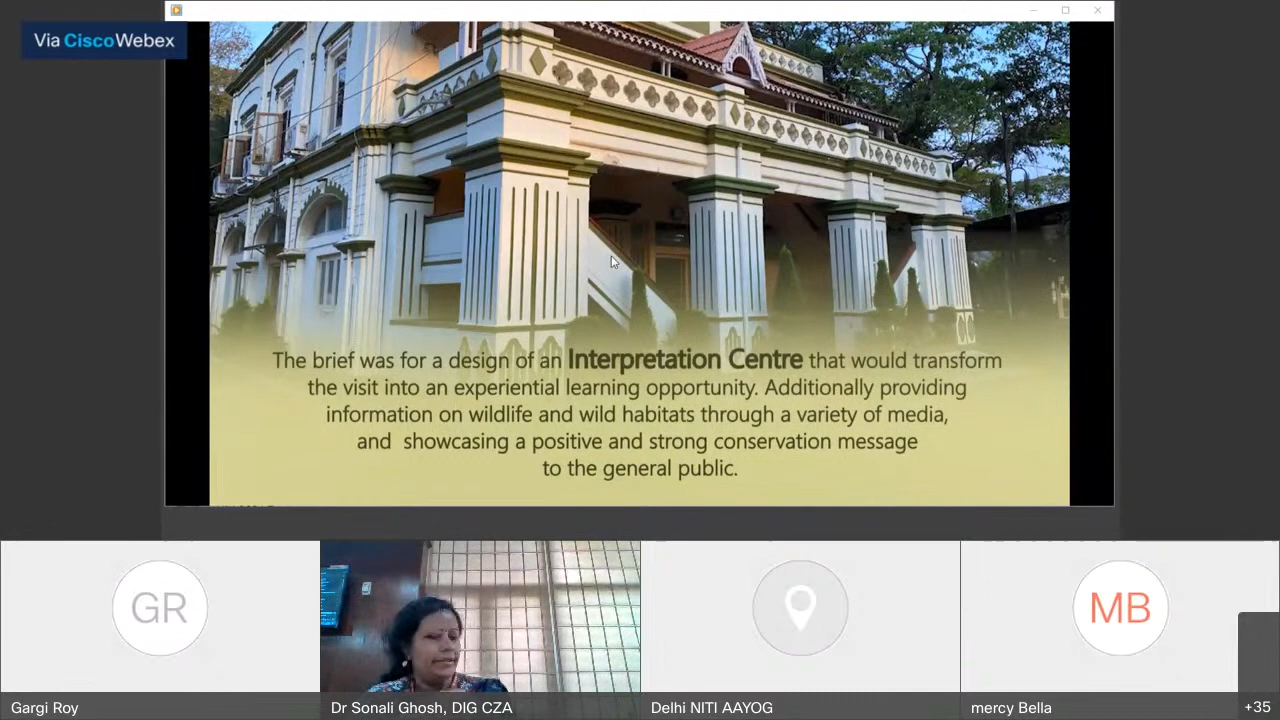 Via Cisco Webex
The brief was for a design of an Interpretation Centre that would transform
the visit into an experiential learning opportunity. Additionally providing
information on wildlife and wild habitats through a variety of media,
and showcasing a positive and strong conservation message
to the general public.
GR
MB
Gargi Roy
Dr Sonali Ghosh, DIG CZA
Delhi NITI AAYOG
mercy Bella
+35